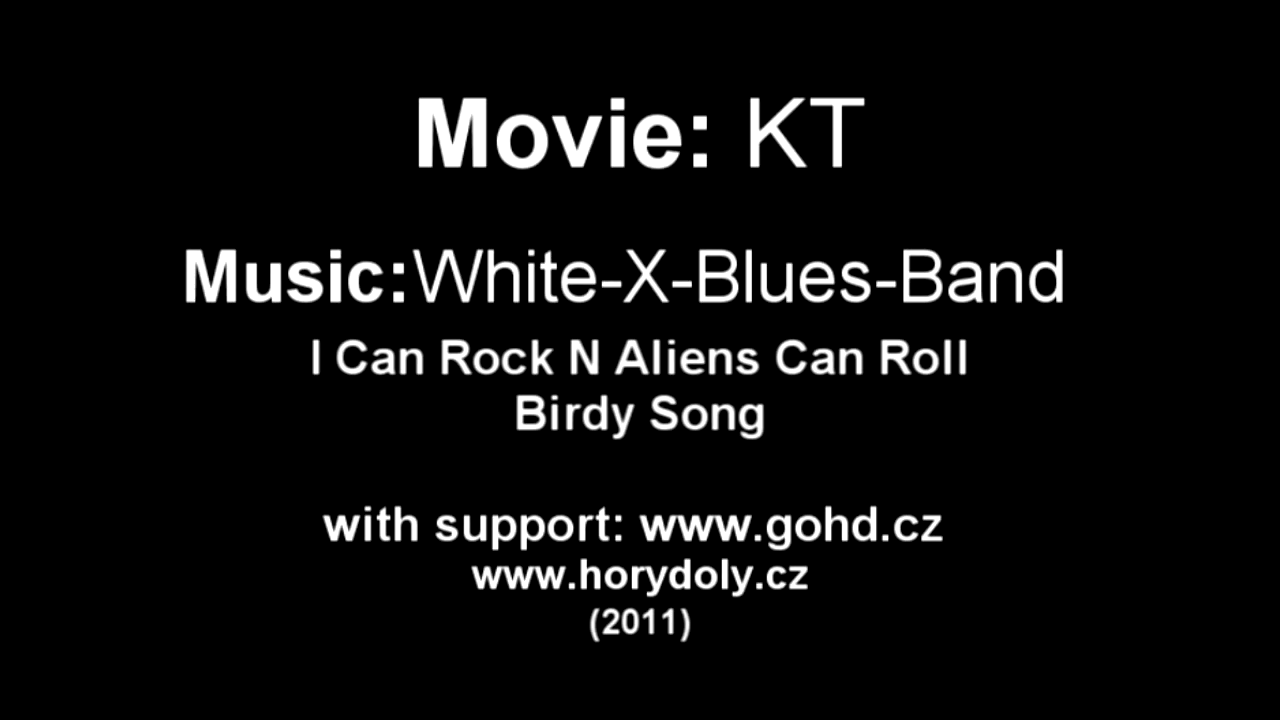 Movie: KT
Music:White-X-Blues-Band
I Can Rock N Aliens Can Roll
Birdy Song
with support: www.gohd.cz
www.horydoly.cz
(2011)